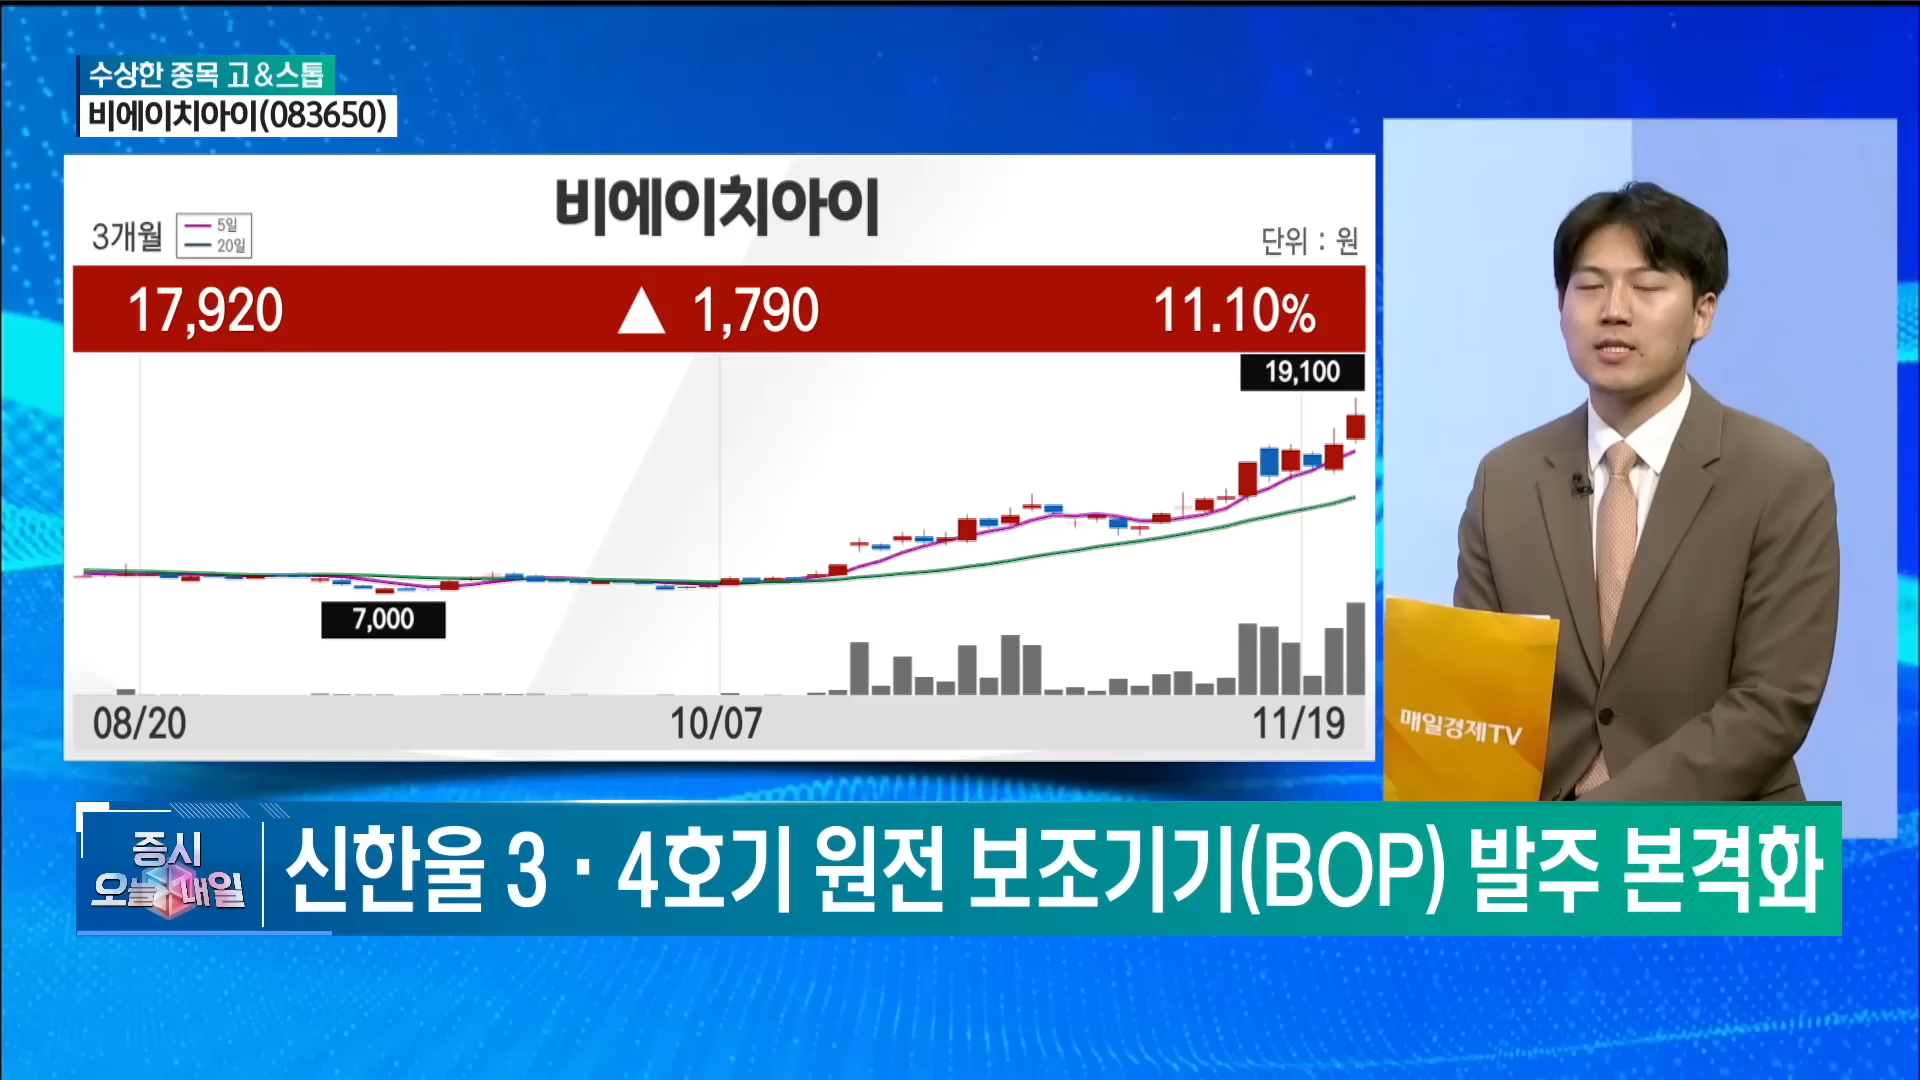 수상한 종목 고&스톱
비에이치아이(083650)
비에이치아이
3개월
5일
20일
단위 : 원
17,920 ▲ 1,790 11.10%
19,100
7,000
08/20 10/07 11/19
매일경제TV
증시
오늘 매일
신한울 3·4호기 원전 보조기기(BOP) 발주 본격화